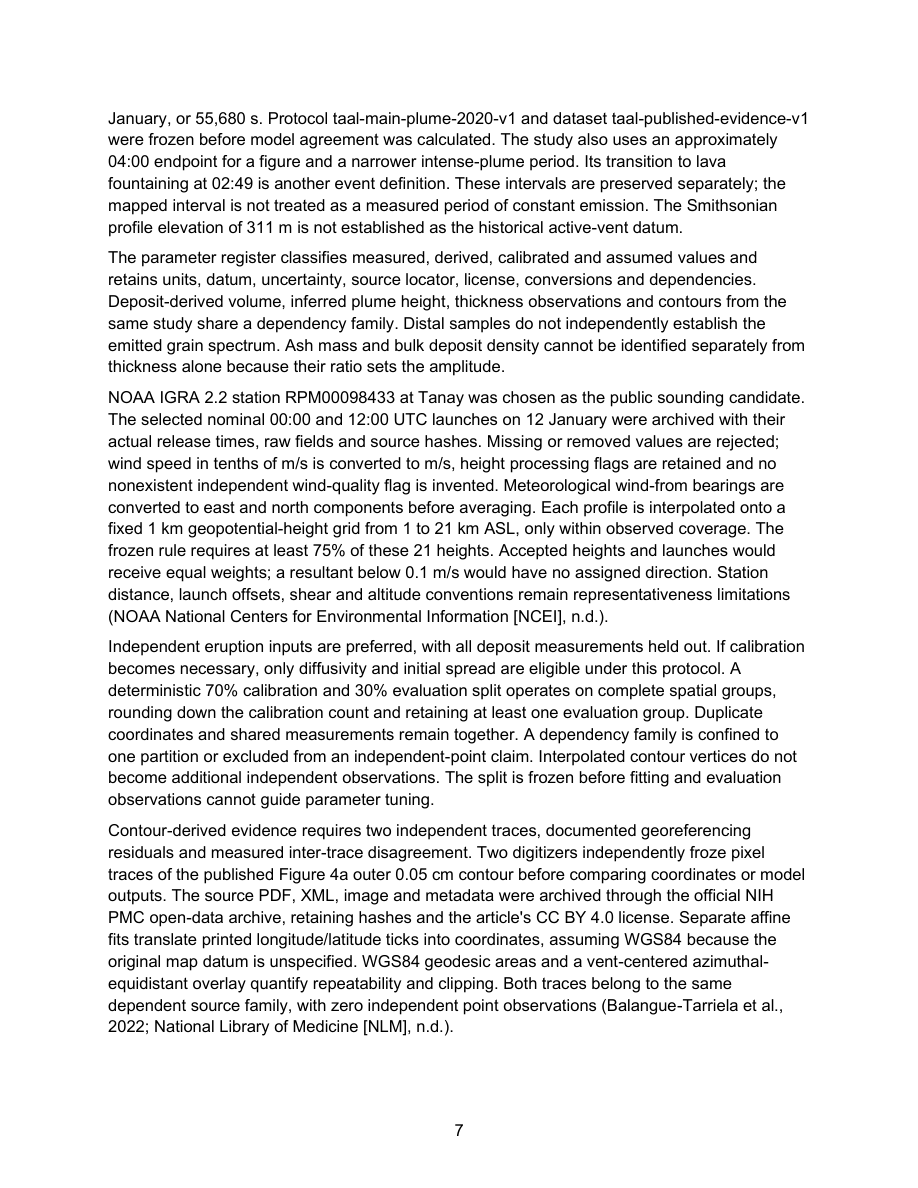 January, or 55,680 s. Protocol taal-main-plume-2020-v1 and dataset taal-published-evidence-v1
were frozen before model agreement was calculated. The study also uses an approximately
04:00 endpoint for a figure and a narrower intense-plume period. Its transition to lava
fountaining at 02:49 is another event definition. These intervals are preserved separately; the
mapped interval is not treated as a measured period of constant emission. The Smithsonian
profile elevation of 311 m is not established as the historical active-vent datum.
The parameter register classifies measured, derived, calibrated and assumed values and
retains units, datum, uncertainty, source locator, license, conversions and dependencies.
Deposit-derived volume, inferred plume height, thickness observations and contours from the
same study share a dependency family. Distal samples do not independently establish the
emitted grain spectrum. Ash mass and bulk deposit density cannot be identified separately from
thickness alone because their ratio sets the amplitude.
NOAA IGRA 2.2 station RPM00098433 at Tanay was chosen as the public sounding candidate.
The selected nominal 00:00 and 12:00 UTC launches on 12 January were archived with their
actual release times, raw fields and source hashes. Missing or removed values are rejected;
wind speed in tenths of m/s is converted to m/s, height processing flags are retained and no
nonexistent independent wind-quality flag is invented. Meteorological wind-from bearings are
converted to east and north components before averaging. Each profile is interpolated onto a
fixed 1 km geopotential-height grid from 1 to 21 km ASL, only within observed coverage. The
frozen rule requires at least 75% of these 21 heights. Accepted heights and launches would
receive equal weights; a resultant below 0.1 m/s would have no assigned direction. Station
distance, launch offsets, shear and altitude conventions remain representativeness limitations
(NOAA National Centers for Environmental Information [NCEI], n.d.).
Independent eruption inputs are preferred, with all deposit measurements held out. If calibration
becomes necessary, only diffusivity and initial spread are eligible under this protocol. A
deterministic 70% calibration and 30% evaluation split operates on complete spatial groups,
rounding down the calibration count and retaining at least one evaluation group. Duplicate
coordinates and shared measurements remain together. A dependency family is confined to
one partition or excluded from an independent-point claim. Interpolated contour vertices do not
become additional independent observations. The split is frozen before fitting and evaluation
observations cannot guide parameter tuning.
Contour-derived evidence requires two independent traces, documented georeferencing
residuals and measured inter-trace disagreement. Two digitizers independently froze pixel
traces of the published Figure 4a outer 0.05 cm contour before comparing coordinates or model
outputs. The source PDF, XML, image and metadata were archived through the official NIH
PMC open-data archive, retaining hashes and the article's CC BY 4.0 license. Separate affine
fits translate printed longitude/latitude ticks into coordinates, assuming WGS84 because the
original map datum is unspecified. WGS84 geodesic areas and a vent-centered azimuthal-
equidistant overlay quantify repeatability and clipping. Both traces belong to the same
dependent source family, with zero independent point observations (Balangue-Tarriela et al.,
2022; National Library of Medicine [NLM], n.d.).
7